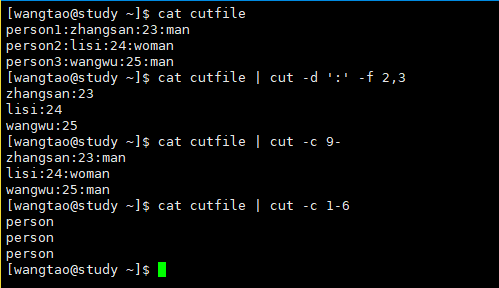 [wangtao@study ~]$ cat cutfile
person1:zhangsan:23:man
person2:lisi:24:woman
person3:wangwu:25:man
[wangtao@study ~]$ cat cutfile | cut -d ':' -f 2,3
zhangsan:23
lisi:24
wangwu:25
[wangtao@study ~]$ cat cutfile | cut -c 9-
zhangsan:23:man
lisi:24:woman
wangwu:25:man
[wangtao@study ~]$ cat cutfile | cut -c 1-6
person
person
person
[wangtao@study ~]$